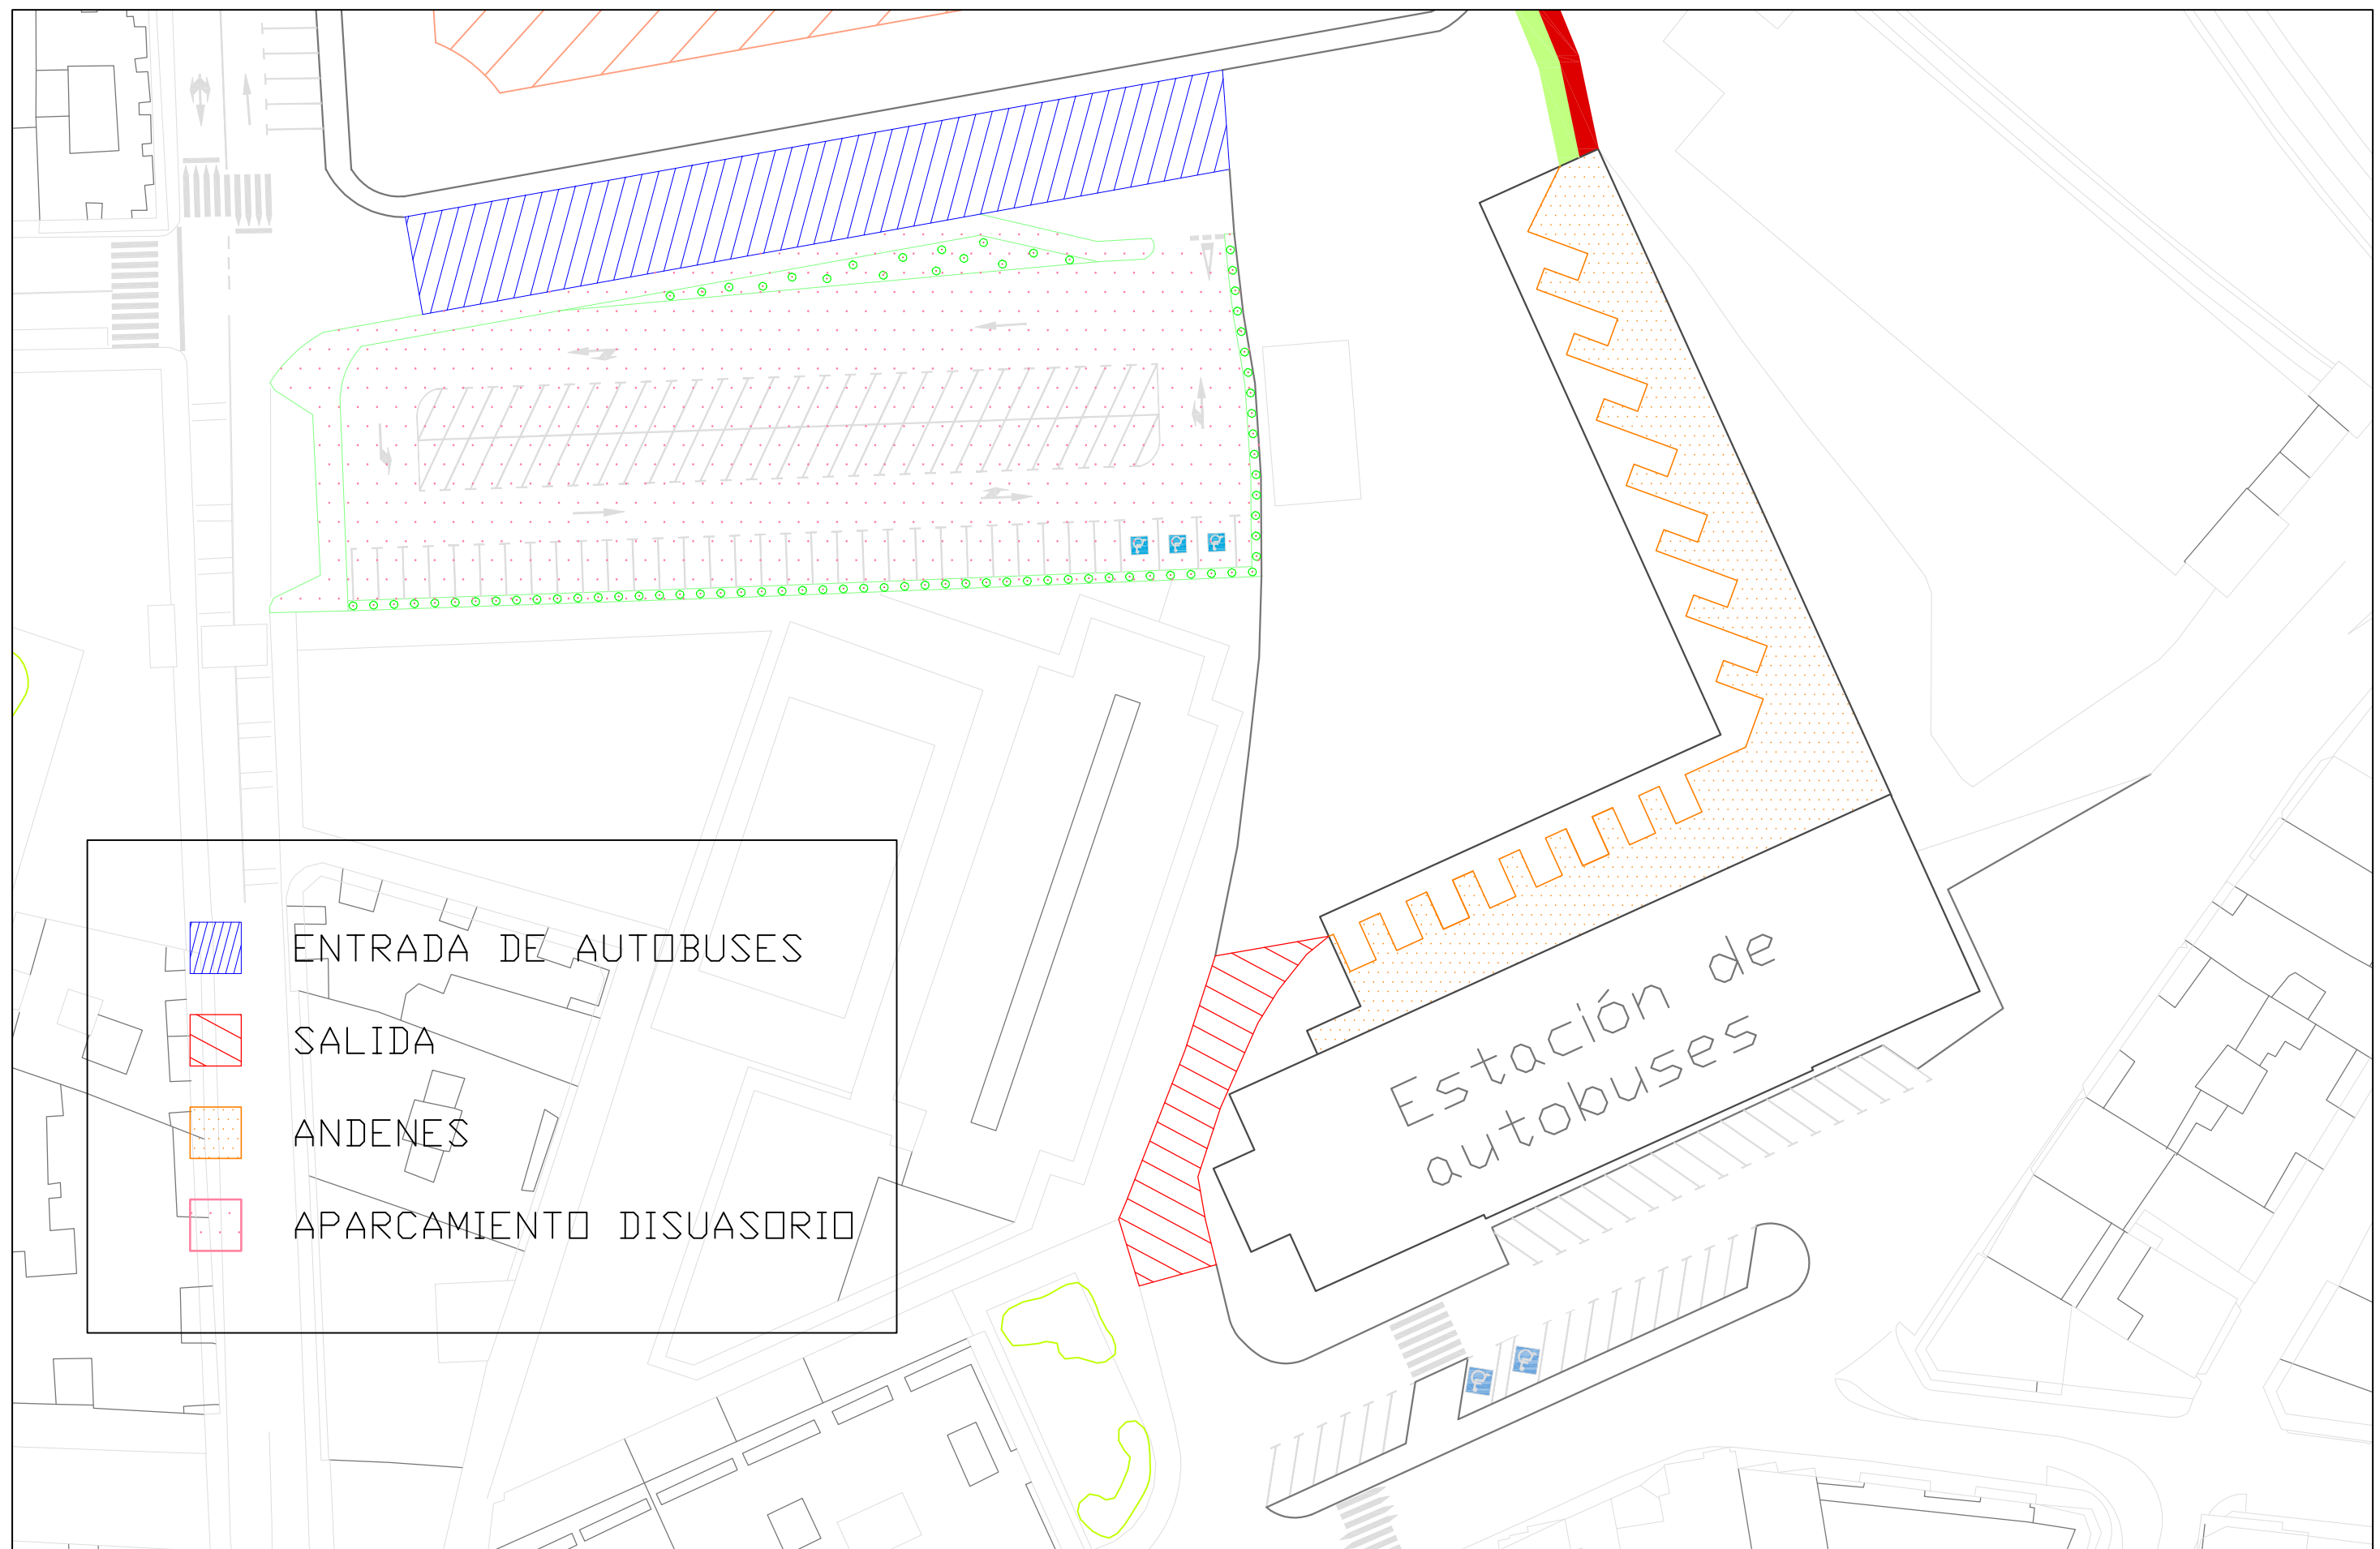 ENTRADA DE AUTOBUSES
SALIDA
ANDENES
APARCAMIENTO DISUASORIO
Estación de
autobuses